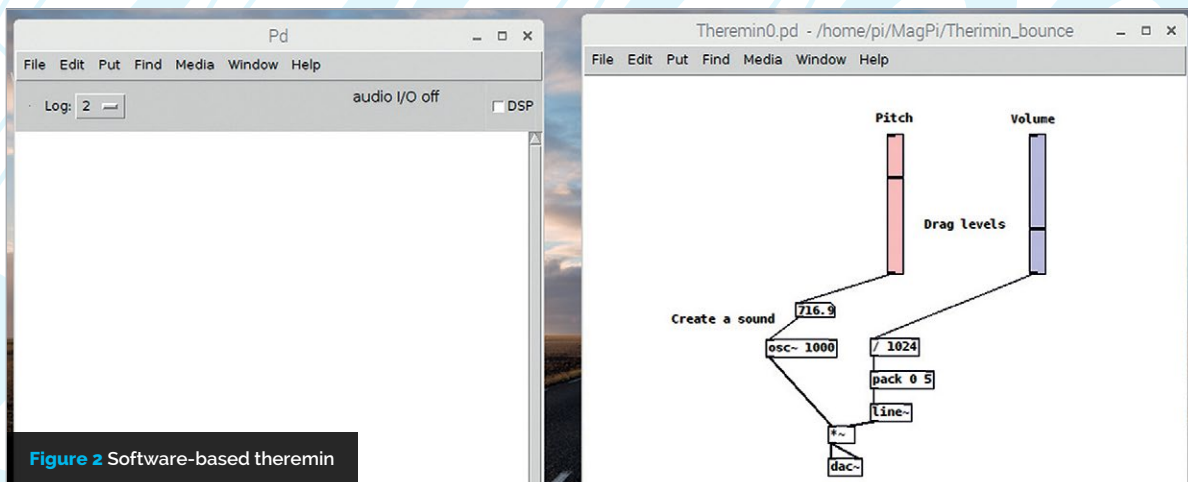 Pd
File Edit Put Find Media Window Help
Log: 2
audio I/O off
DSP
Theremin0.pd - /home/pi/MagPi/Therimin_bounce
File Edit Put Find Media Window Help
Pitch
Volume
Drag levels
716.9
Create a sound
osc~ 1000
/ 1024
pack 0 5
line~
*~
dac~
Figure 2 Software-based theremin